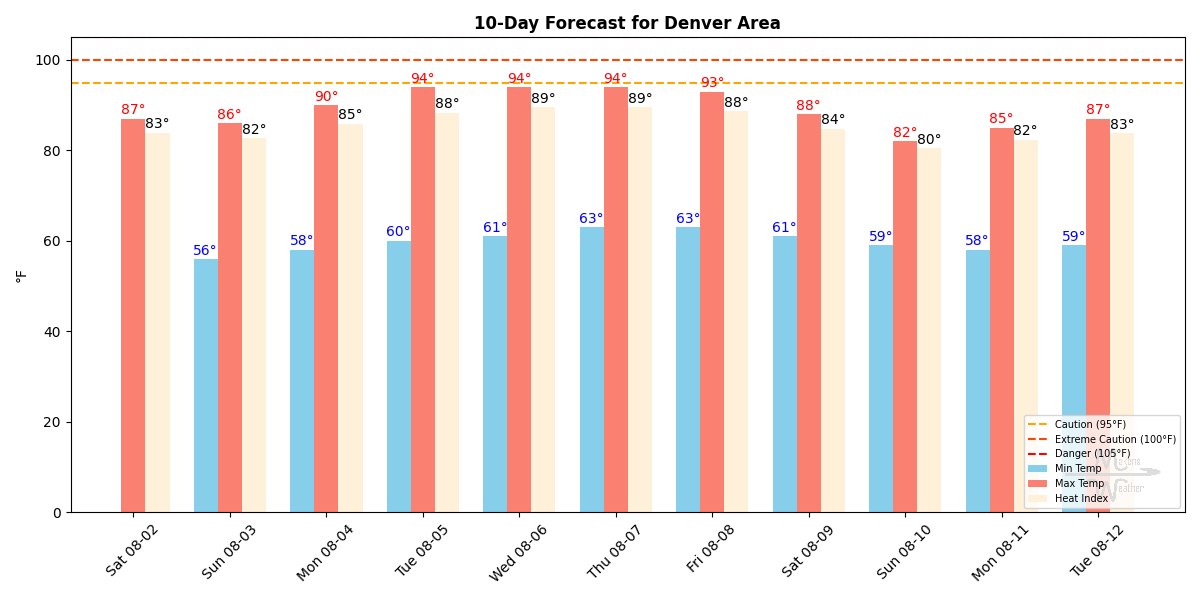 10-Day Forecast for Denver Area
°F
100
80
60
40
20
0
87° 83°
56° 86° 82°
58° 90° 85°
60° 94° 88°
61° 94° 89°
63° 94° 89°
63° 93° 88°
61° 88° 84°
59° 82° 80°
58° 85° 82°
59° 87° 83°
Sat 08-02
Sun 08-03
Mon 08-04
Tue 08-05
Wed 08-06
Thu 08-07
Fri 08-08
Sat 08-09
Sun 08-10
Mon 08-11
Tue 08-12
Caution (95°F)
Extreme Caution (100°F)
Danger (105°F)
Min Temp
Max Temp
Heat Index